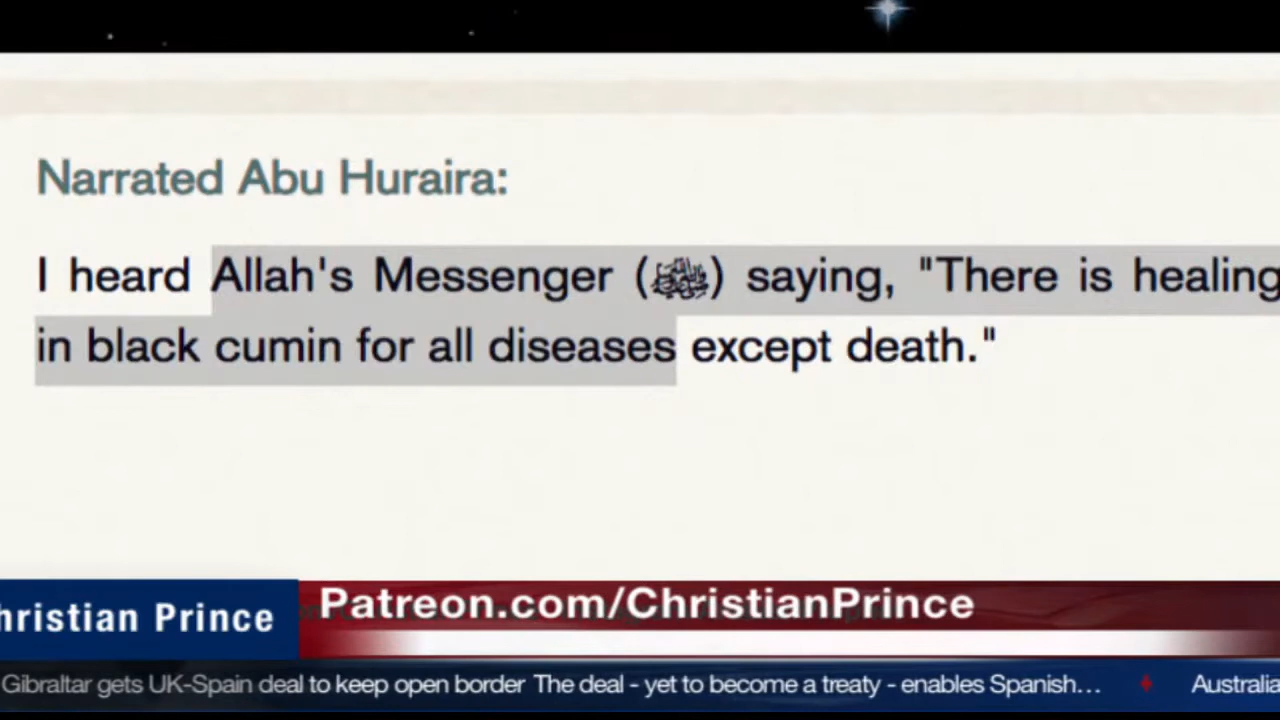 Narrated Abu Huraira:
I heard Allah's Messenger (ﷺ) saying, "There is healing
in black cumin for all diseases except death."
hristian Prince
Patreon.com/ChristianPrince
Gibraltar gets UK-Spain deal to keep open border The deal - yet to become a treaty - enables Spanish... ♦ Australia